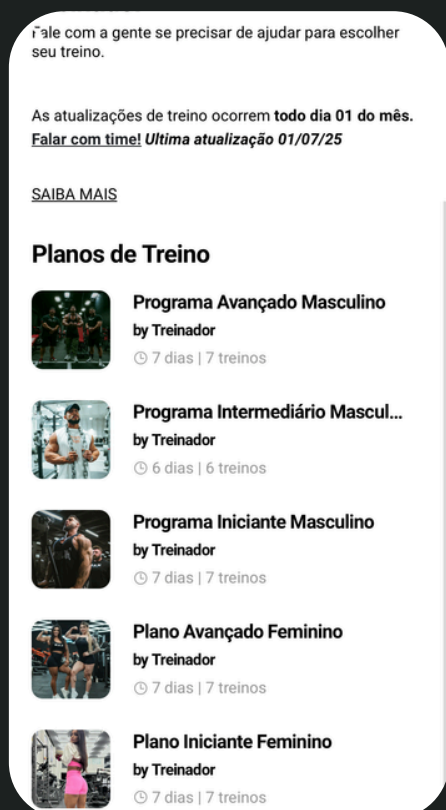 Fale com a gente se precisar de ajudar para escolher
seu treino.
As atualizações de treino ocorrem todo dia 01 do mês.
Falar com time! Ultima atualização 01/07/25
SAIBA MAIS
Planos de Treino
Programa Avançado Masculino
by Treinador
7 dias | 7 treinos
Programa Intermediário Mascul...
by Treinador
6 dias | 6 treinos
Programa Iniciante Masculino
by Treinador
7 dias | 7 treinos
Plano Avançado Feminino
by Treinador
7 dias | 7 treinos
Plano Iniciante Feminino
by Treinador
7 dias | 7 treinos